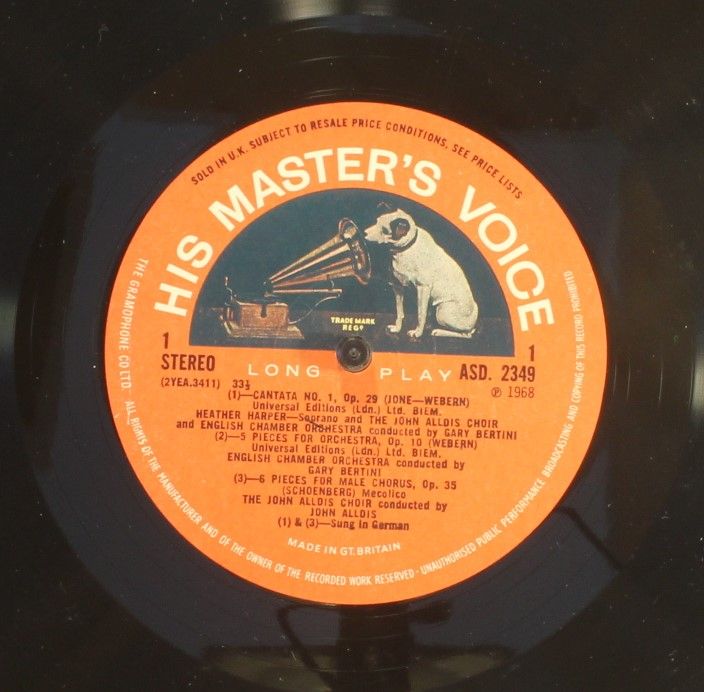 SOLD IN U.K. SUBJECT TO RESALE PRICE CONDITIONS, SEE PRICE LISTS
HIS MASTER'S VOICE
TRADE MARK
REGD
1
STEREO
(2YEA.3411) 33⅓
LONG PLAY
1
ASD. 2349
Ⓟ 1968
(1)—CANTATA NO. 1, Op. 29 (JONE—WEBERN)
Universal Editions (Ldn.) Ltd. BIEM.
HEATHER HARPER—Soprano and THE JOHN ALLDIS CHOIR
and ENGLISH CHAMBER ORCHESTRA conducted by GARY BERTINI
(2)—5 PIECES FOR ORCHESTRA, Op. 10 (WEBERN)
Universal Editions (Ldn.) Ltd. BIEM.
ENGLISH CHAMBER ORCHESTRA conducted by
GARY BERTINI
(3)—6 PIECES FOR MALE CHORUS, Op. 35
(SCHOENBERG) Mecolico
THE JOHN ALLDIS CHOIR conducted by
JOHN ALLDIS
(1) & (3)—Sung in German
MADE IN GT. BRITAIN
THE GRAMOPHONE CO LTD. ALL RIGHTS OF THE MANUFACTURER AND OF THE OWNER OF THE RECORDED WORK RESERVED · UNAUTHORISED PUBLIC PERFORMANCE BROADCASTING AND COPYING OF THIS RECORD PROHIBITED